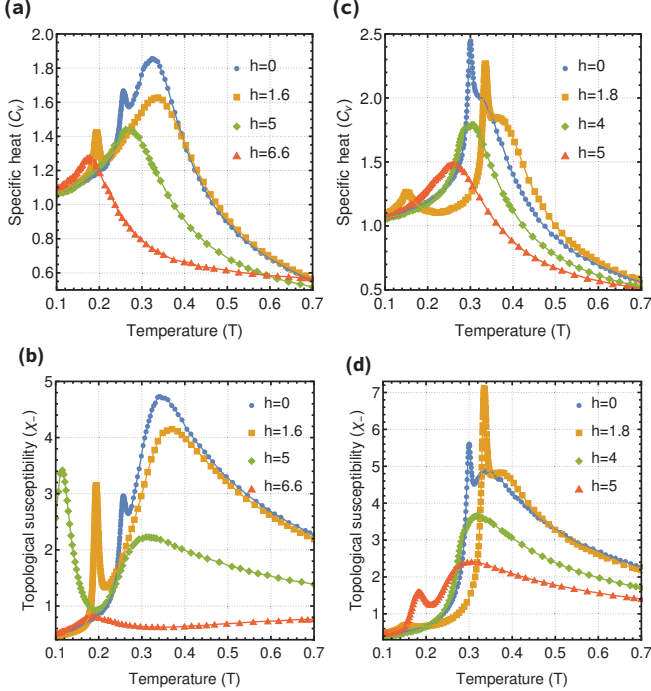 (a)
2.0
1.8
1.6
1.4
1.2
1.0
0.8
0.6
Specific heat (Cᵥ)
h=0
h=1.6
h=5
h=6.6
0.1 0.2 0.3 0.4 0.5 0.6 0.7
Temperature (T)
(c)
2.5
2.0
1.5
1.0
0.5
Specific heat (Cᵥ)
h=0
h=1.8
h=4
h=5
0.1 0.2 0.3 0.4 0.5 0.6 0.7
Temperature (T)
(b)
5
4
3
2
1
Topological susceptibility (χ₋)
h=0
h=1.6
h=5
h=6.6
0.1 0.2 0.3 0.4 0.5 0.6 0.7
Temperature (T)
(d)
7
6
5
4
3
2
1
Topological susceptibility (χ₋)
h=0
h=1.8
h=4
h=5
0.1 0.2 0.3 0.4 0.5 0.6 0.7
Temperature (T)